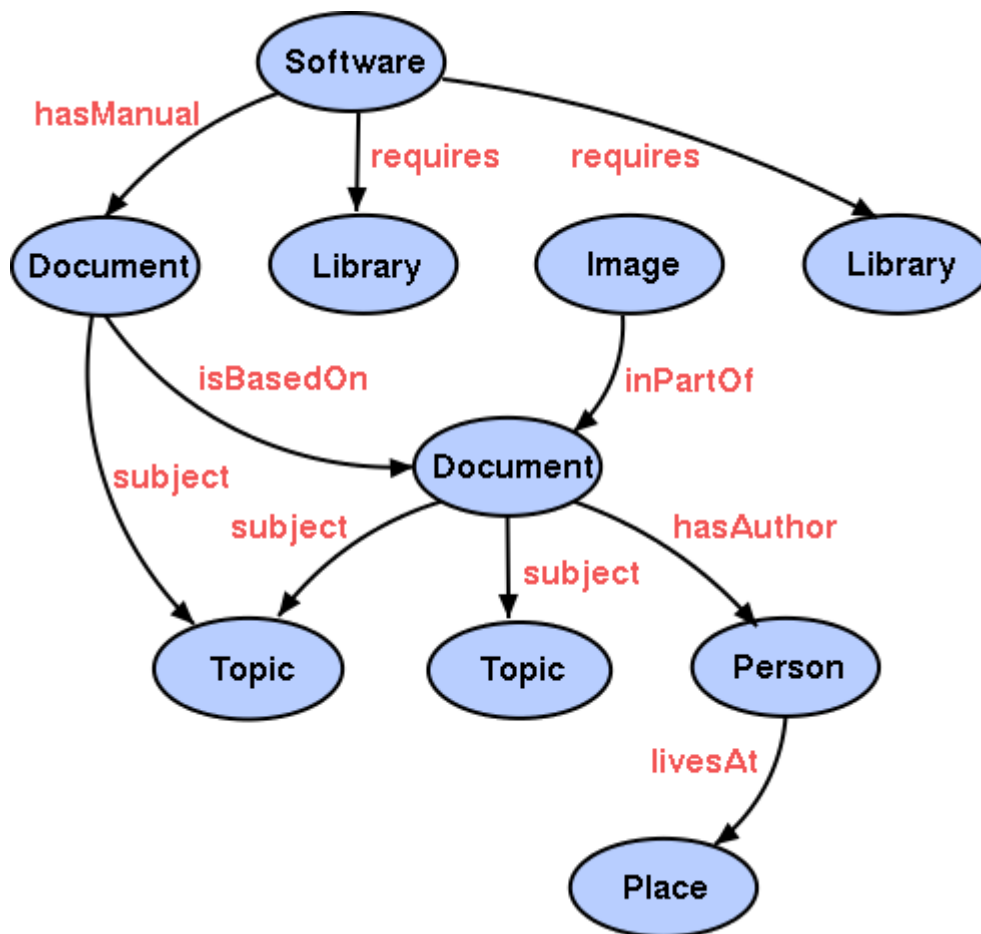 Software
hasManual
requires
requires
Document
Library
Image
Library
isBasedOn
inPartOf
Document
subject
subject
hasAuthor
subject
Topic
Topic
Person
livesAt
Place